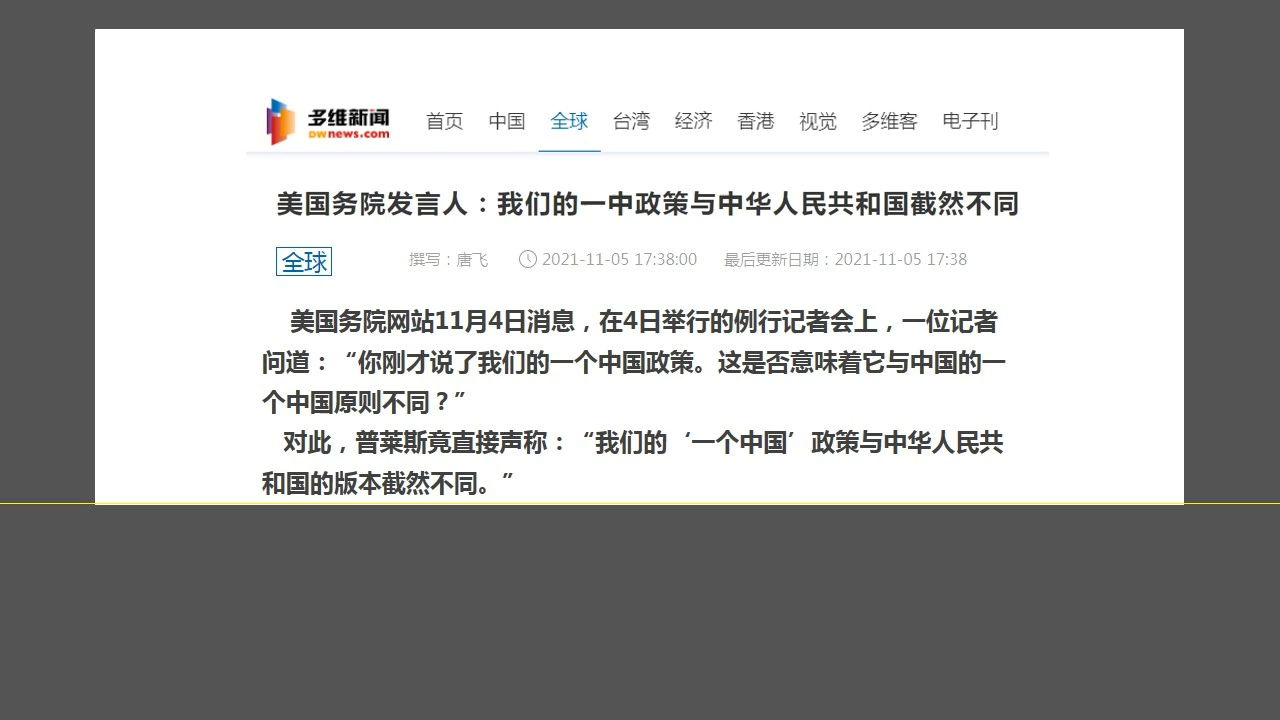 多维新闻
DWnews.com
首页 中国 全球 台湾 经济 香港 视觉 多维客 电子刊
美国务院发言人：我们的一中政策与中华人民共和国截然不同
全球 撰写：唐飞 2021-11-05 17:38:00 最后更新日期：2021-11-05 17:38
美国务院网站11月4日消息，在4日举行的例行记者会上，一位记者
问道：“你刚才说了我们的一个中国政策。这是否意味着它与中国的一
个中国原则不同？”
对此，普莱斯竟直接声称：“我们的‘一个中国’政策与中华人民共
和国的版本截然不同。”